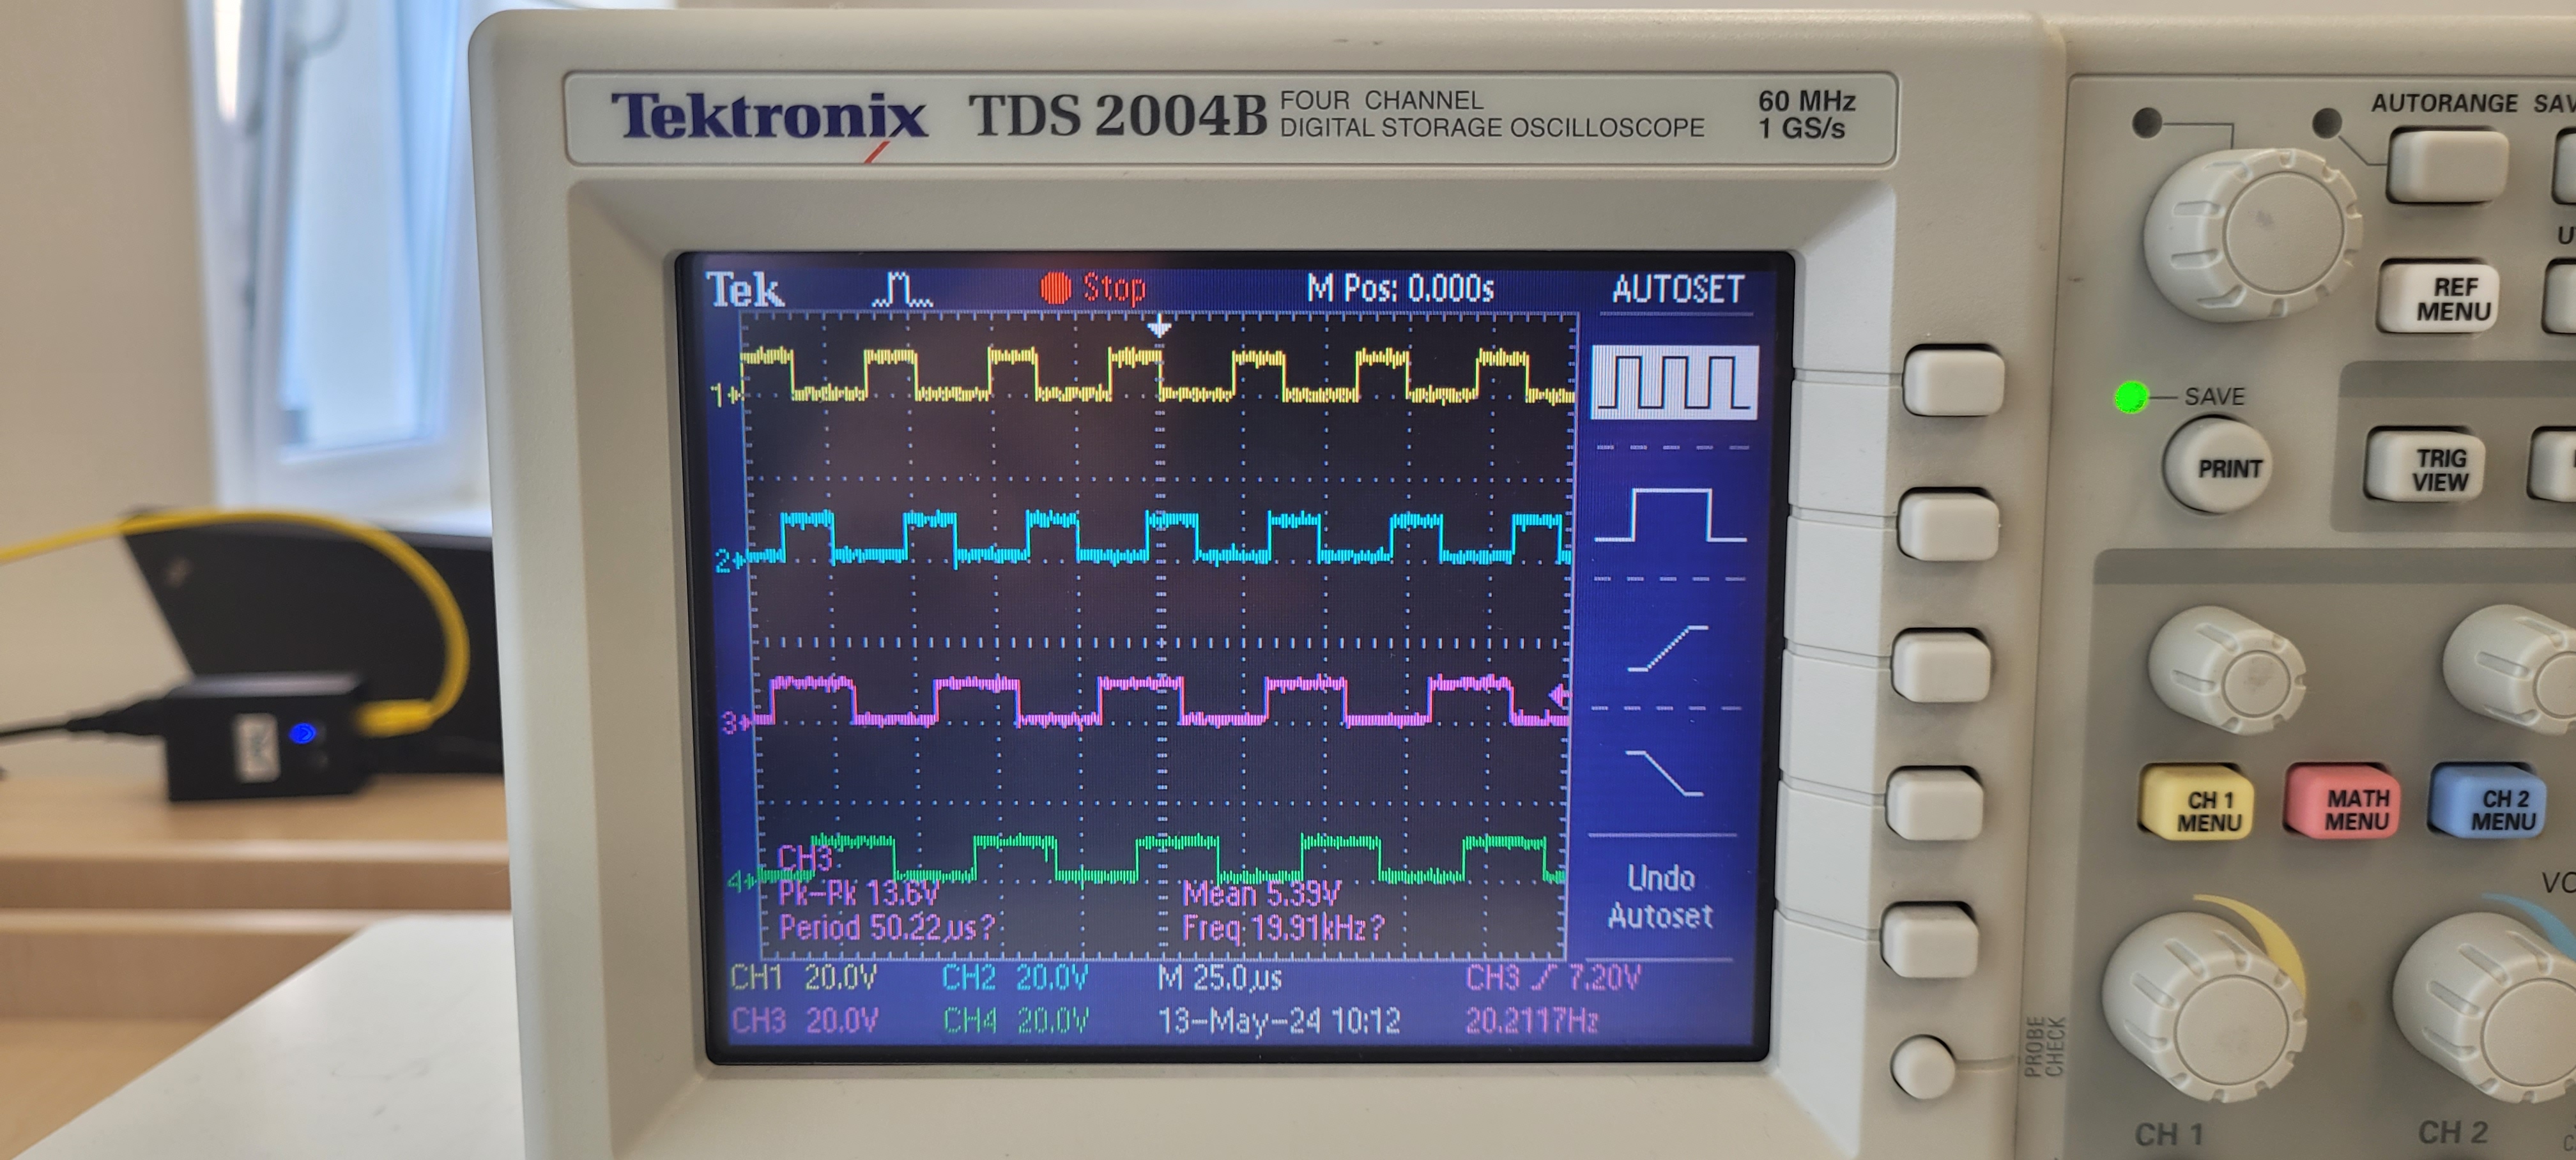 Tektronix TDS 2004B FOUR CHANNEL DIGITAL STORAGE OSCILLOSCOPE
60 MHz
1 GS/s
Tek Stop M Pos: 0.000s AUTOSET
1
2
3
4
CH3
Pk-Pk 13.6V Mean 5.39V
Period 50.22µs? Freq 19.91kHz?
Undo
Autoset
CH1 20.0V CH2 20.0V M 25.0µs CH3 / 7.20V
CH3 20.0V CH4 20.0V 13-May-24 10:12 20.2117Hz
AUTORANGE
REF
MENU
SAVE
PRINT
TRIG
VIEW
CH 1
MENU
MATH
MENU
CH 2
MENU
PROBE
CHECK
CH 1
CH 2